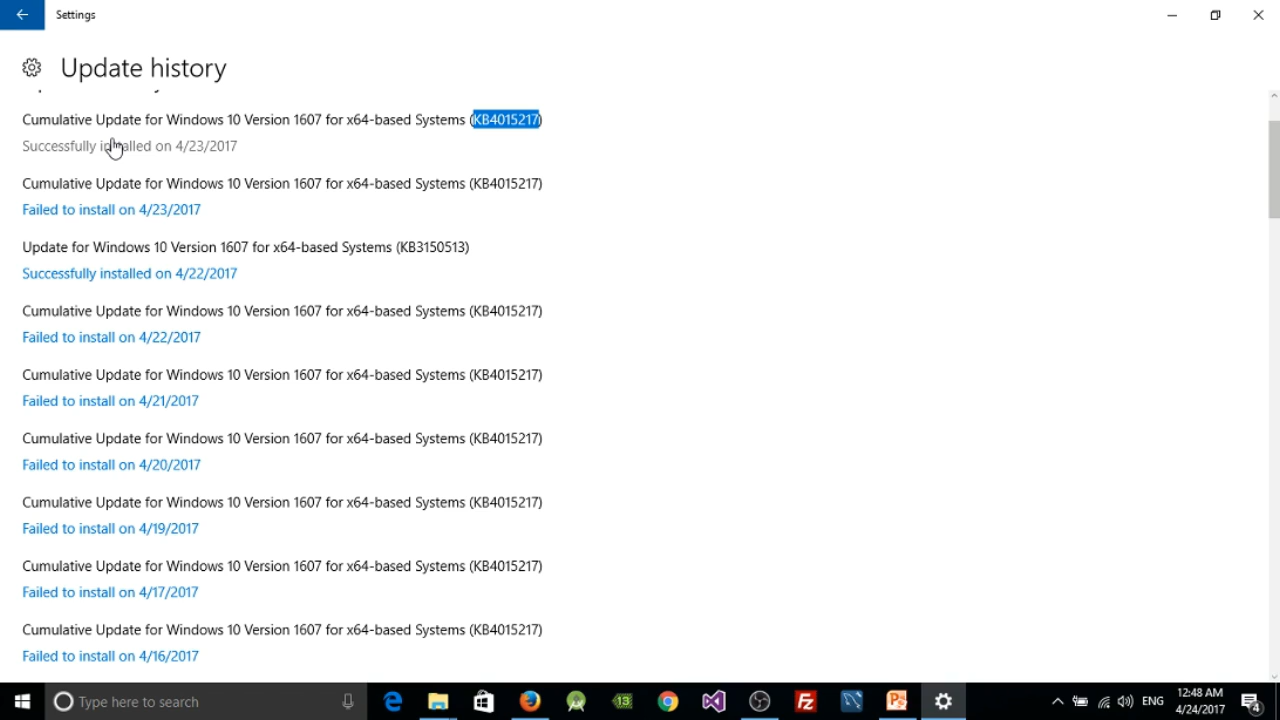 Settings
Update history
Cumulative Update for Windows 10 Version 1607 for x64-based Systems (KB4015217)
Successfully installed on 4/23/2017
Cumulative Update for Windows 10 Version 1607 for x64-based Systems (KB4015217)
Failed to install on 4/23/2017
Update for Windows 10 Version 1607 for x64-based Systems (KB3150513)
Successfully installed on 4/22/2017
Cumulative Update for Windows 10 Version 1607 for x64-based Systems (KB4015217)
Failed to install on 4/22/2017
Cumulative Update for Windows 10 Version 1607 for x64-based Systems (KB4015217)
Failed to install on 4/21/2017
Cumulative Update for Windows 10 Version 1607 for x64-based Systems (KB4015217)
Failed to install on 4/20/2017
Cumulative Update for Windows 10 Version 1607 for x64-based Systems (KB4015217)
Failed to install on 4/19/2017
Cumulative Update for Windows 10 Version 1607 for x64-based Systems (KB4015217)
Failed to install on 4/17/2017
Cumulative Update for Windows 10 Version 1607 for x64-based Systems (KB4015217)
Failed to install on 4/16/2017
Type here to search
13
ENG
12:48 AM
4/24/2017
4